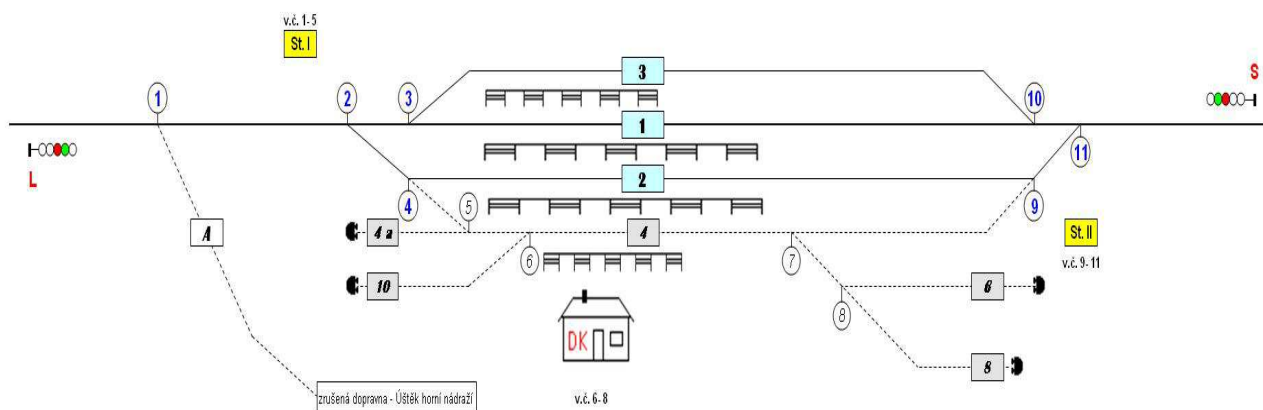 v.č. 1-5
St. I
3
S
1
2
3
10
1
11
L
2
4
5
9
A
4 a
4
St. II
6
7
v.č. 9-11
10
6
8
DK
8
zrušená dopravna - Úštěk horní nádraží
v.č. 6-8